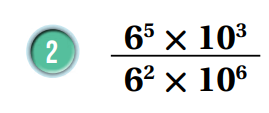 2
6⁵ × 10³
6² × 10⁶